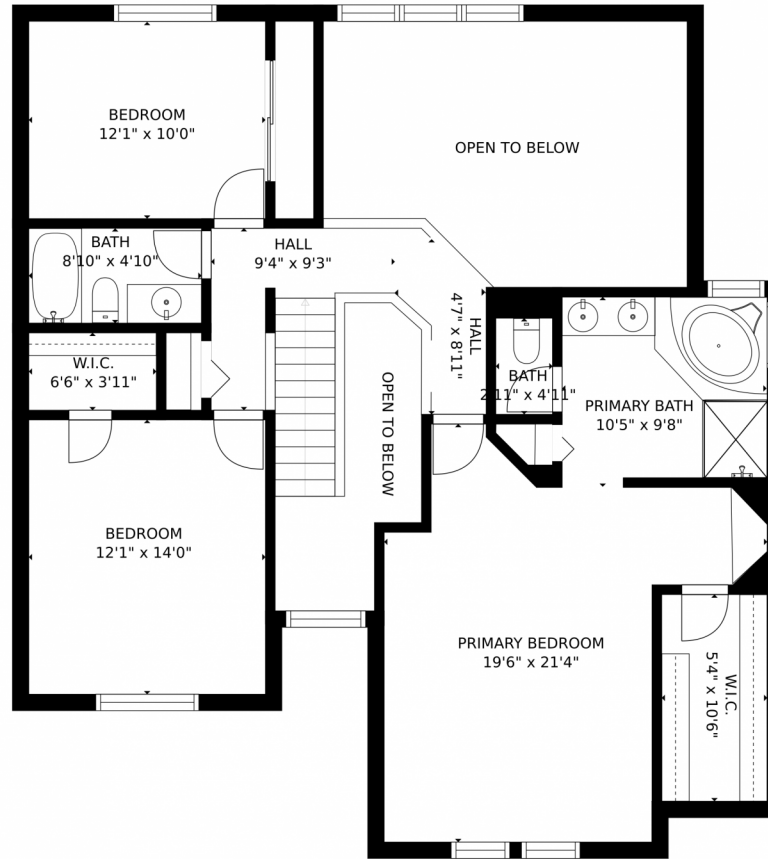 BEDROOM
12'1" x 10'0"
OPEN TO BELOW
BATH
8'10" x 4'10"
HALL
9'4" x 9'3"
HALL
4'7" x 8'11"
W.I.C.
6'6" x 3'11"
OPEN TO BELOW
BATH
2'11" x 4'11"
PRIMARY BATH
10'5" x 9'8"
BEDROOM
12'1" x 14'0"
PRIMARY BEDROOM
19'6" x 21'4"
W.I.C.
5'4" x 10'6"